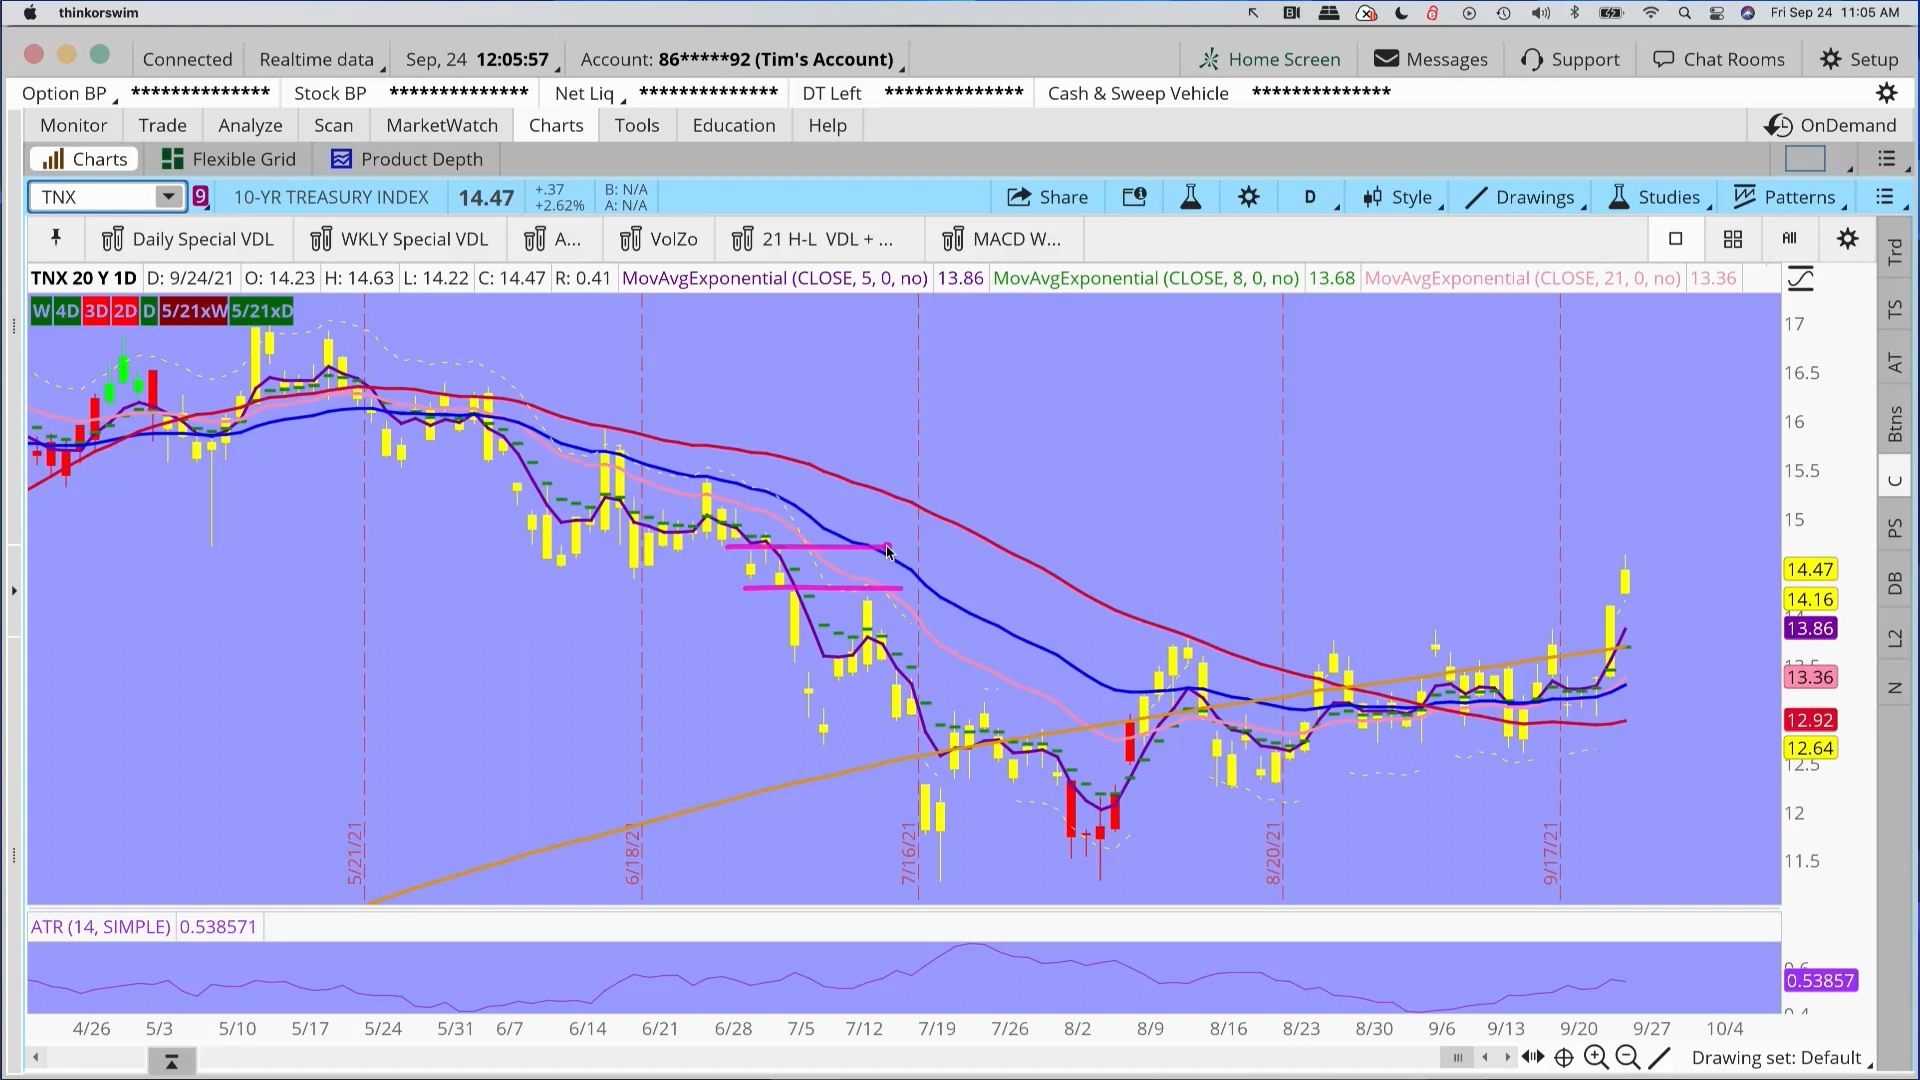 thinkorswim Fri Sep 24 11:05 AM
Connected Realtime data Sep, 24 12:05:57 Account: 86*****92 (Tim's Account) Home Screen Messages Support Chat Rooms Setup
Option BP ************** Stock BP ************** Net Liq ************** DT Left ************** Cash & Sweep Vehicle **************
Monitor Trade Analyze Scan MarketWatch Charts Tools Education Help OnDemand
Charts Flexible Grid Product Depth
TNX 9 10-YR TREASURY INDEX 14.47 +.37 B: N/A Share D Style Drawings Studies Patterns
+2.62% A: N/A
Daily Special VDL WKLY Special VDL A... VolZo 21 H-L VDL + ... MACD W... All
TNX 20 Y 1D D: 9/24/21 O: 14.23 H: 14.63 L: 14.22 C: 14.47 R: 0.41 MovAvgExponential (CLOSE, 5, 0, no) 13.86 MovAvgExponential (CLOSE, 8, 0, no) 13.68 MovAvgExponential (CLOSE, 21, 0, no) 13.36
W 4D 3D 2D D 5/21xW 5/21xD
17
16.5
16
15.5
15
14.47
14.16
13.86
13.36
12.92
12.64
12.5
12
11.5
5/21/21
6/18/2
7/16/21
8/20/21
9/17/21
ATR (14, SIMPLE) 0.538571
0.53857
4/26 5/3 5/10 5/17 5/24 5/31 6/7 6/14 6/21 6/28 7/5 7/12 7/19 7/26 8/2 8/9 8/16 8/23 8/30 9/6 9/13 9/20 9/27 10/4
Drawing set: Default
Trd
TS
AT
Btns
C
PS
DB
L2
N